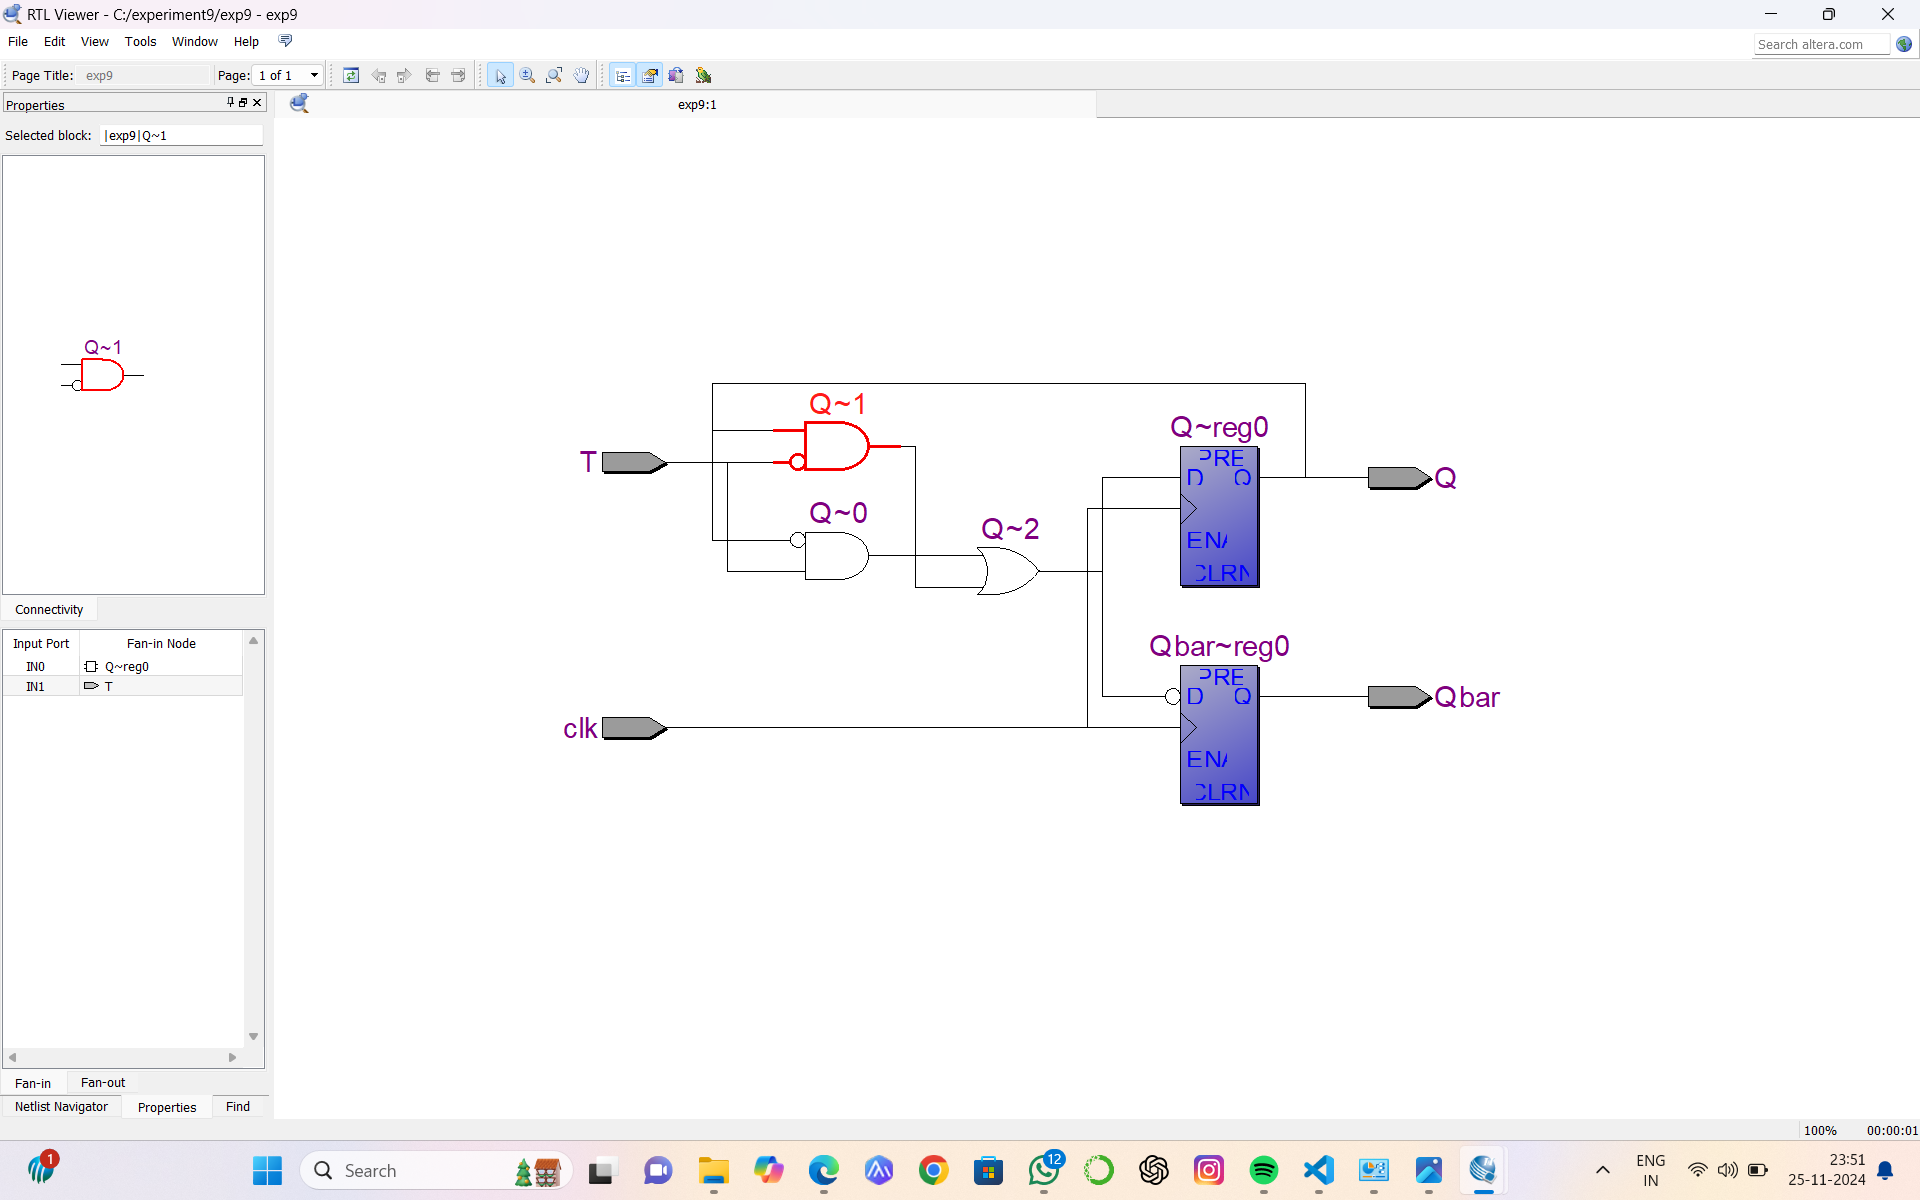 RTL Viewer - C:/experiment9/exp9 - exp9
File Edit View Tools Window Help
Search altera.com
Page Title: exp9 Page: 1 of 1
Properties
exp9:1
Selected block: |exp9|Q~1
Q~1
Q~1
Q~reg0
PRE
D Q
ENA
CLRN
T
Q
Q~0
Q~2
Qbar~reg0
PRE
D Q
ENA
CLRN
Qbar
clk
Connectivity
Input Port Fan-in Node
IN0 Q~reg0
IN1 T
Fan-in Fan-out
Netlist Navigator Properties Find
100% 00:00:01
1
Search
12
ENG
IN
23:51
25-11-2024